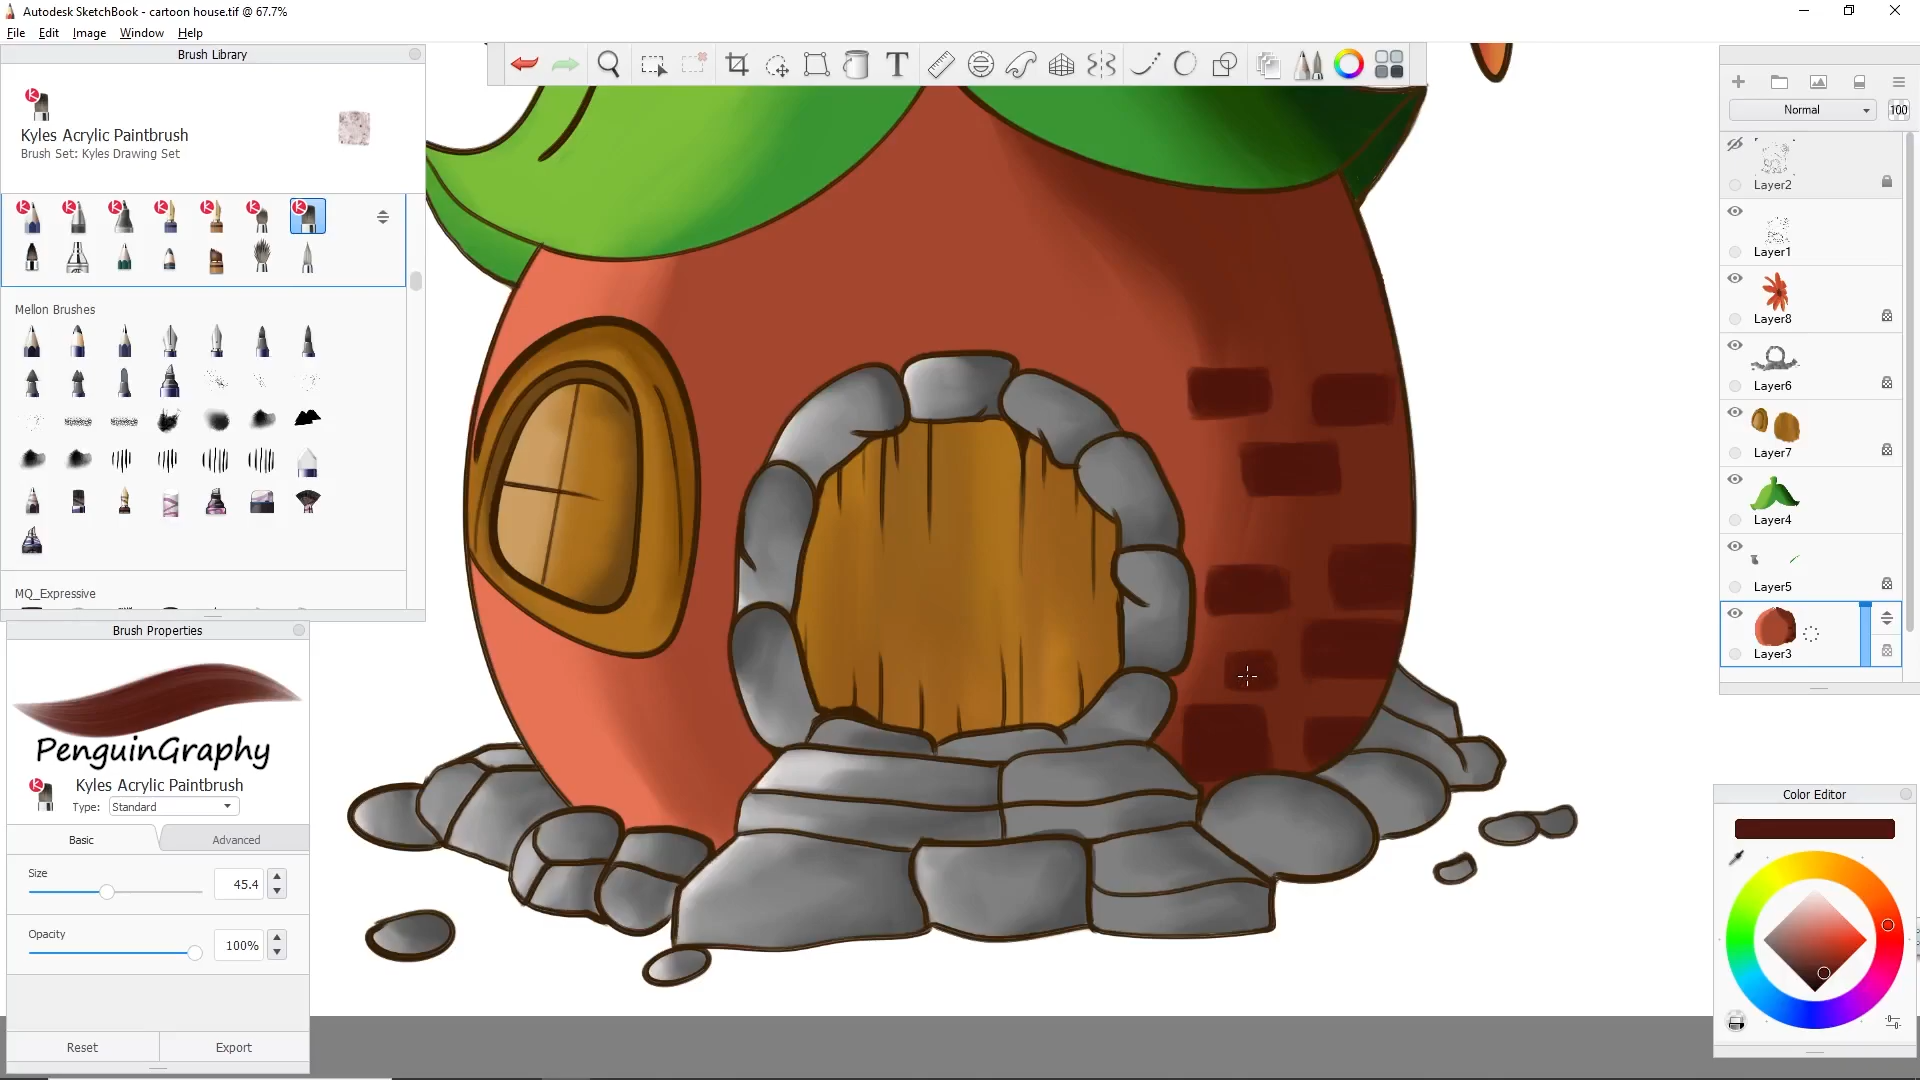 Autodesk SketchBook - cartoon house.tif @ 67.7%
File Edit Image Window Help
Brush Library
Kyles Acrylic Paintbrush
Brush Set: Kyles Drawing Set
Mellon Brushes
MQ_Expressive
Brush Properties
PenguinGraphy
Kyles Acrylic Paintbrush
Type: Standard
Basic Advanced
Size
45.4
Opacity
100%
Reset Export
T
Normal 100
Layer2
Layer1
Layer8
Layer6
Layer7
Layer4
Layer5
Layer3
Color Editor